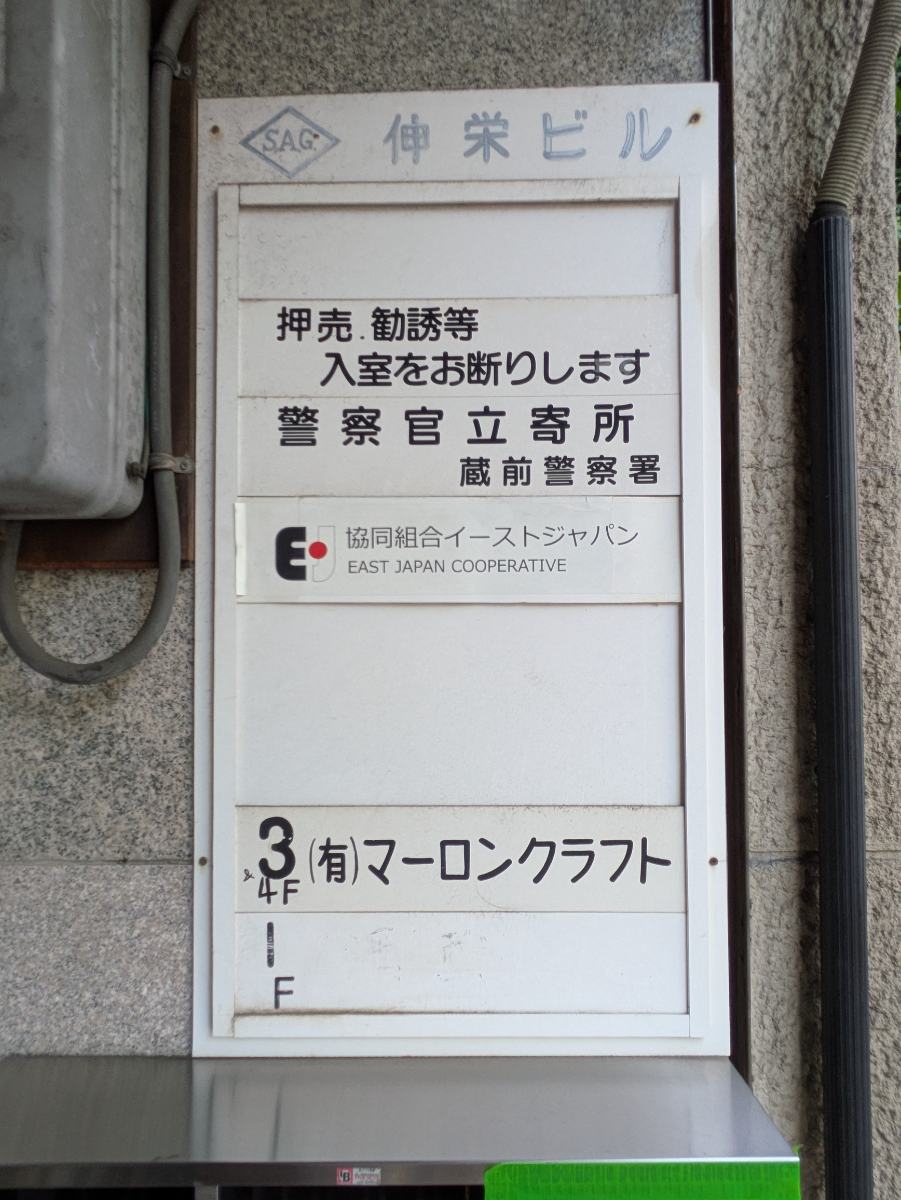 S.A.G. 伸栄ビル
押売.勧誘等
入室をお断りします
警察官立寄所
蔵前警察署
EJ 協同組合イーストジャパン
EAST JAPAN COOPERATIVE
3 (有)マーロンクラフト
&4F
1
F